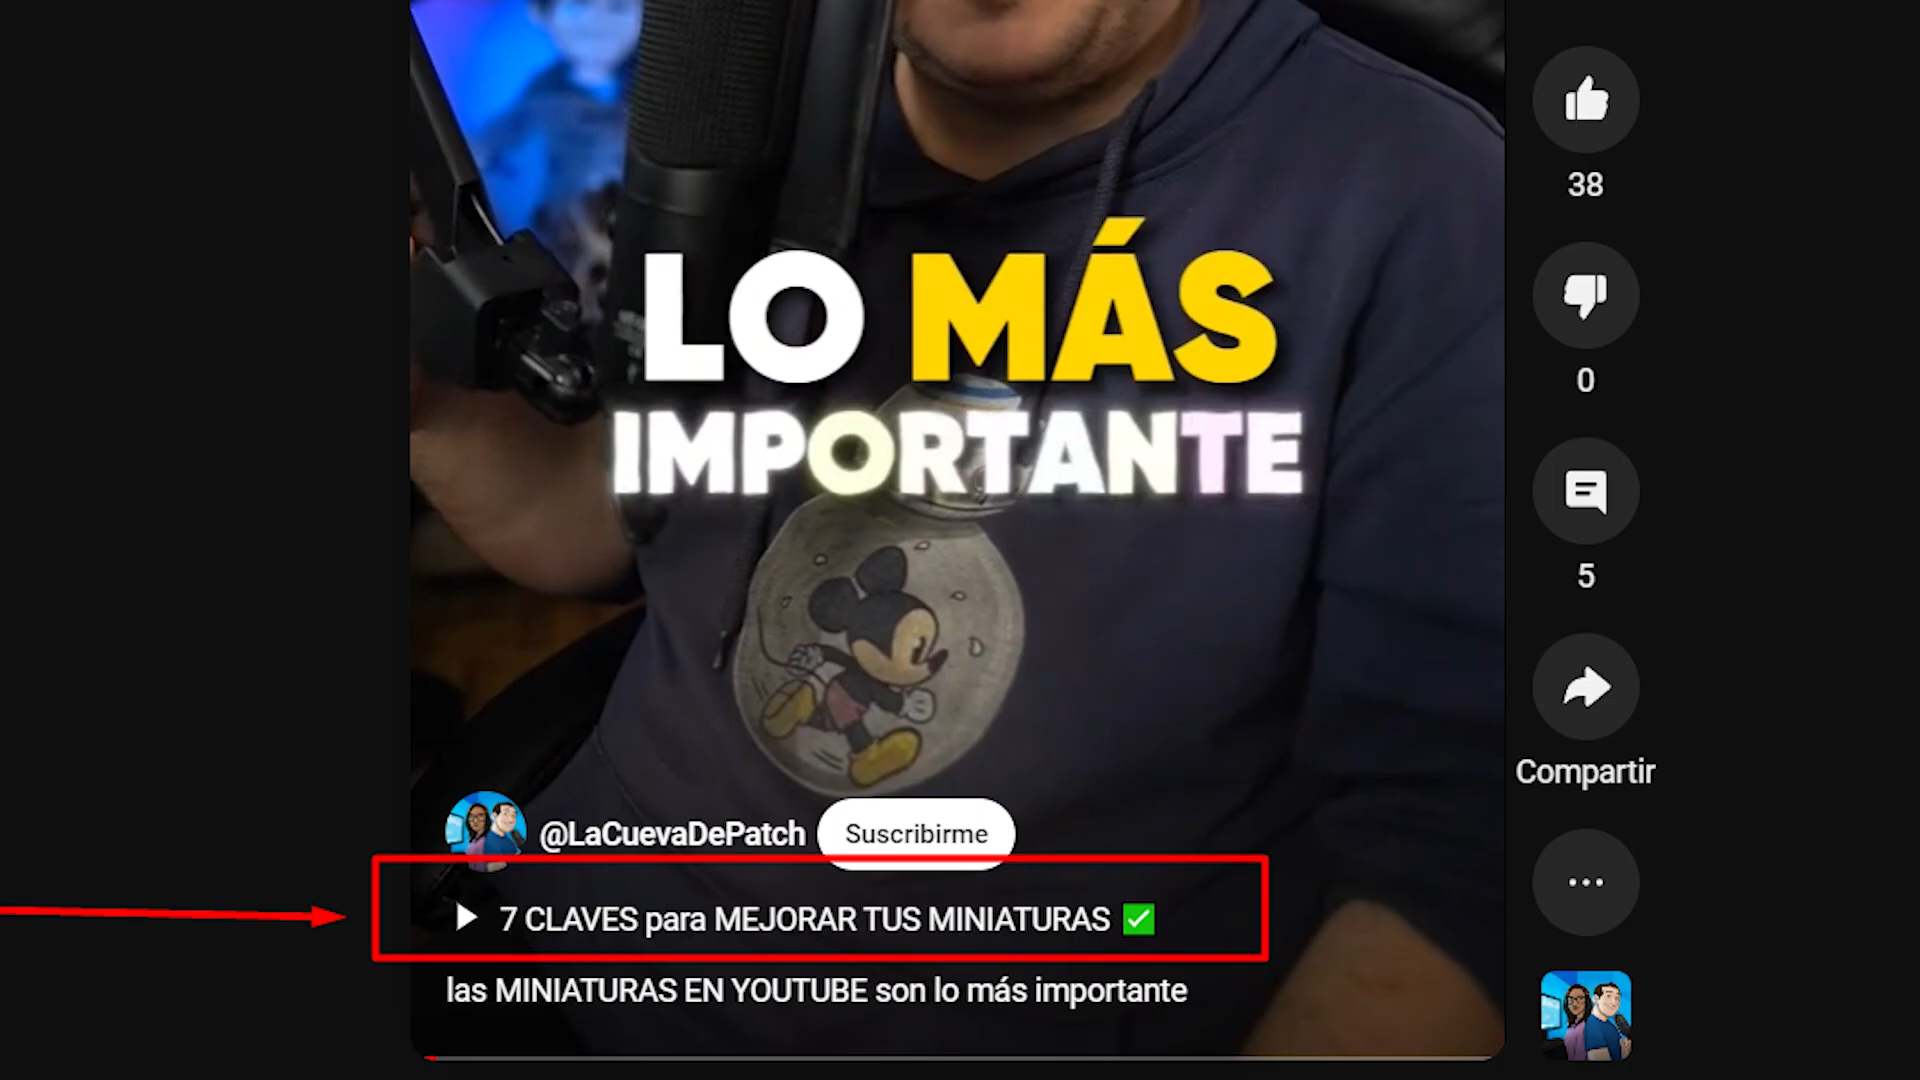 LO MÁS
IMPORTANTE
38
0
5
Compartir
@LaCuevaDePatch
Suscribirme
7 CLAVES para MEJORAR TUS MINIATURAS ✅
las MINIATURAS EN YOUTUBE son lo más importante